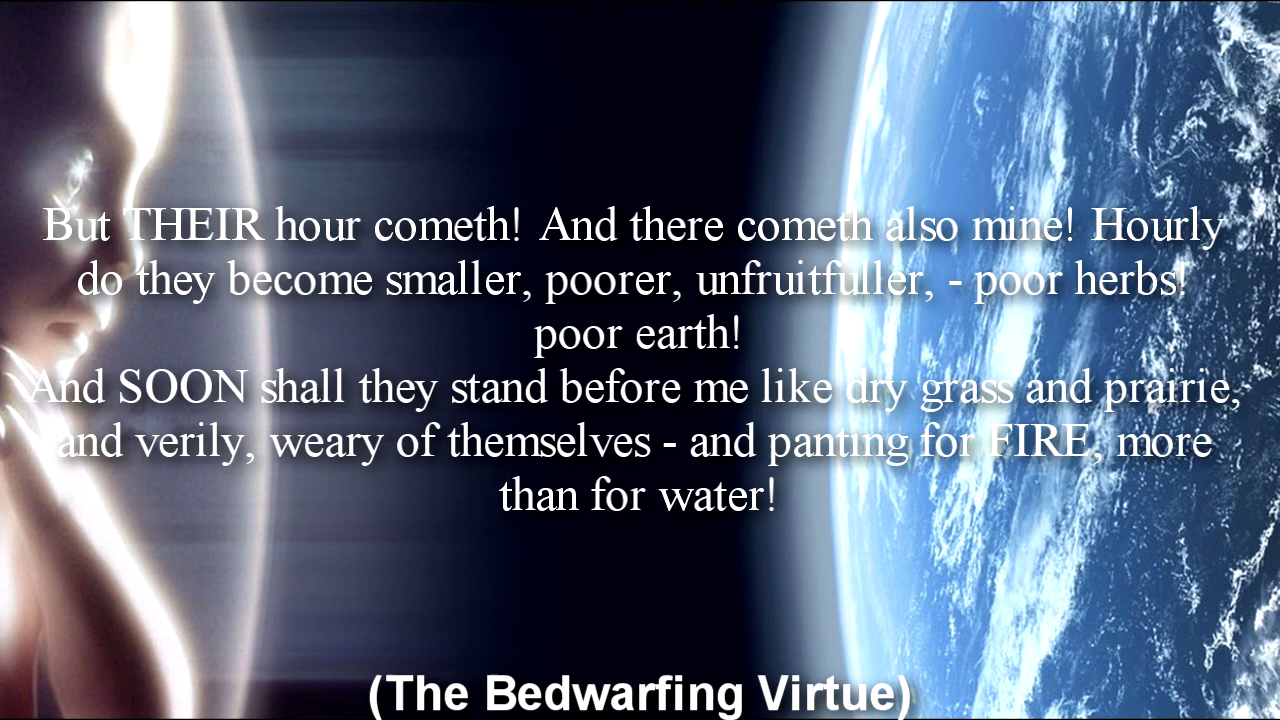 But THEIR hour cometh! And there cometh also mine! Hourly
do they become smaller, poorer, unfruitfuller, - poor herbs!
poor earth!
And SOON shall they stand before me like dry grass and prairie,
and verily, weary of themselves - and panting for FIRE, more
than for water!
(The Bedwarfing Virtue)